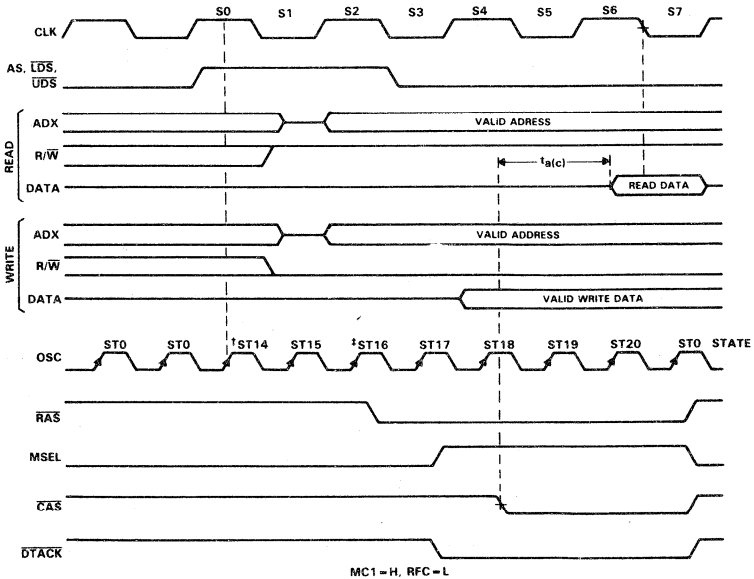 S0 S1 S2 S3 S4 S5 S6 S7
CLK
AS, LDS,
UDS
READ
ADX
VALID ADRESS
R/W
ta(c)
DATA
READ DATA
WRITE
ADX
VALID ADDRESS
R/W
DATA
VALID WRITE DATA
OSC
ST0 ST0 †ST14 ST15 ‡ST16 ST17 ST18 ST19 ST20 ST0 STATE
RAS
MSEL
CAS
DTACK
MC1 = H, RFC = L